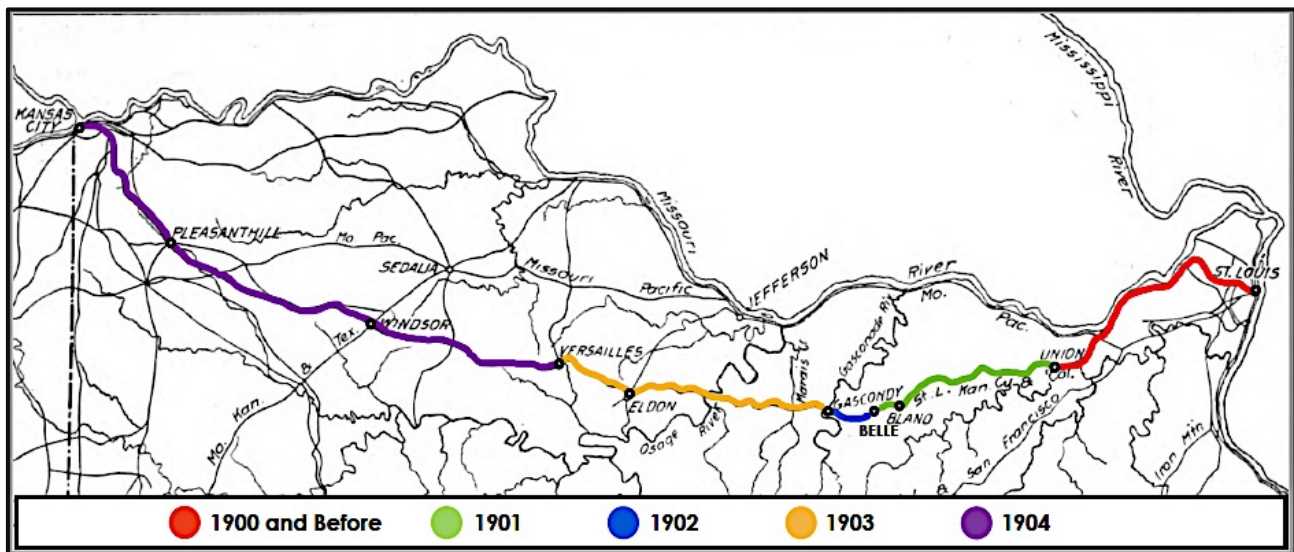 Mississippi
River
KANSAS
CITY
PLEASANTHILL
Mo. Pac.
SEDALIA
Missouri
Pacific
Missouri
JEFFERSON
River
Mo.
Pac.
ST. LOUIS
WINDSOR
& Tex.
Mo. Kan.
VERSAILLES
ELDON
Osage River
Maris
Gasconade Riv.
GASCONDY
BELLE
BLAND
St. L. Kan. Cy. &
Col.
UNION
& San Francisco
Iron Mtn
1900 and Before 1901 1902 1903 1904